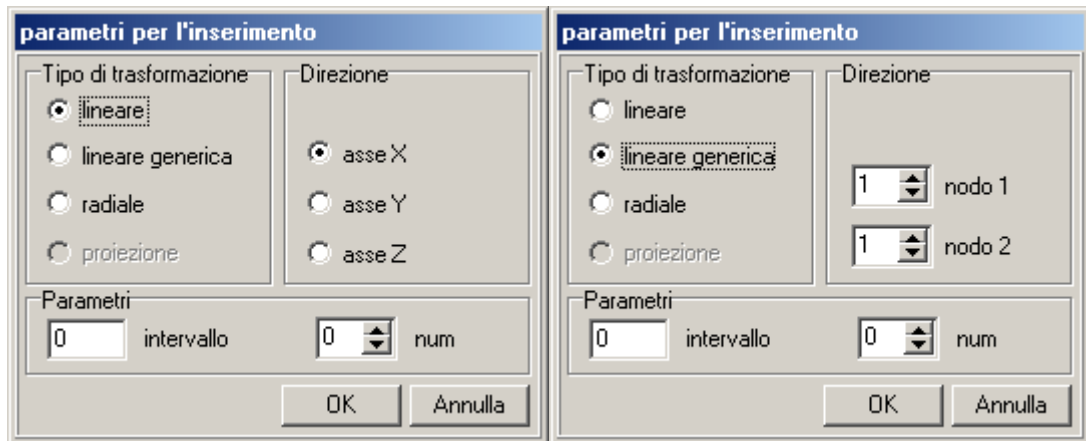 parametri per l'inserimento
Tipo di trasformazione
lineare
lineare generica
radiale
proiezione
Direzione
asse X
asse Y
asse Z
Parametri
0 intervallo 0 num
OK Annulla
parametri per l'inserimento
Tipo di trasformazione
lineare
lineare generica
radiale
proiezione
Direzione
1 nodo 1
1 nodo 2
Parametri
0 intervallo 0 num
OK Annulla